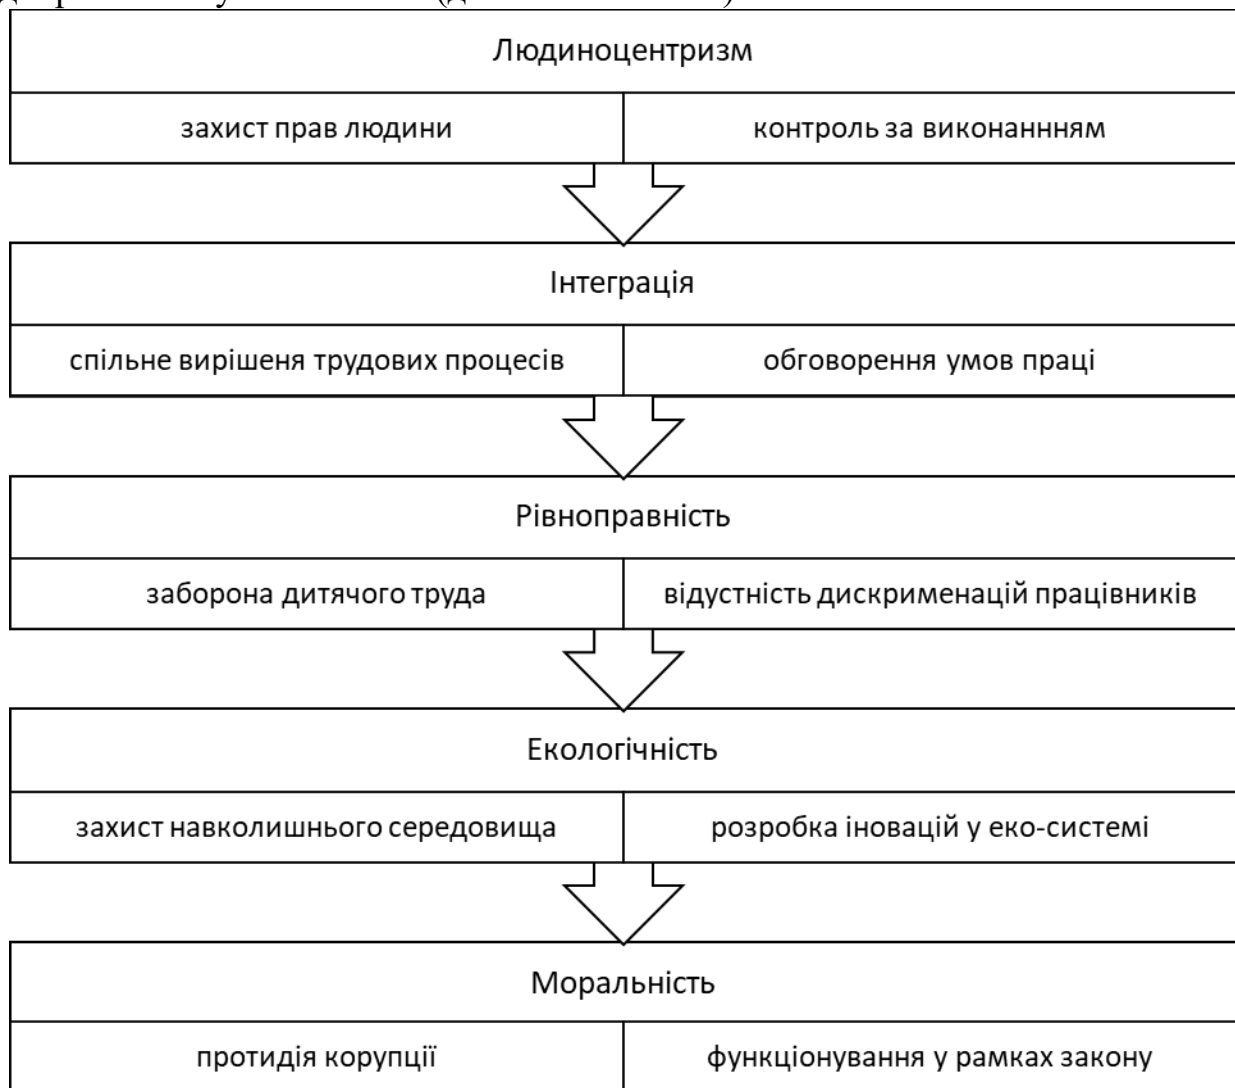 Людиноцентризм
захист прав людини контроль за виконаннням
Інтеграція
спільне вирішеня трудових процесів обговорення умов праці
Рівноправність
заборона дитячого труда відустність дискрименацій працівників
Екологічність
захист навколишнього середовища розробка іновацій у еко-системі
Моральність
протидія корупції функціонування у рамках закону